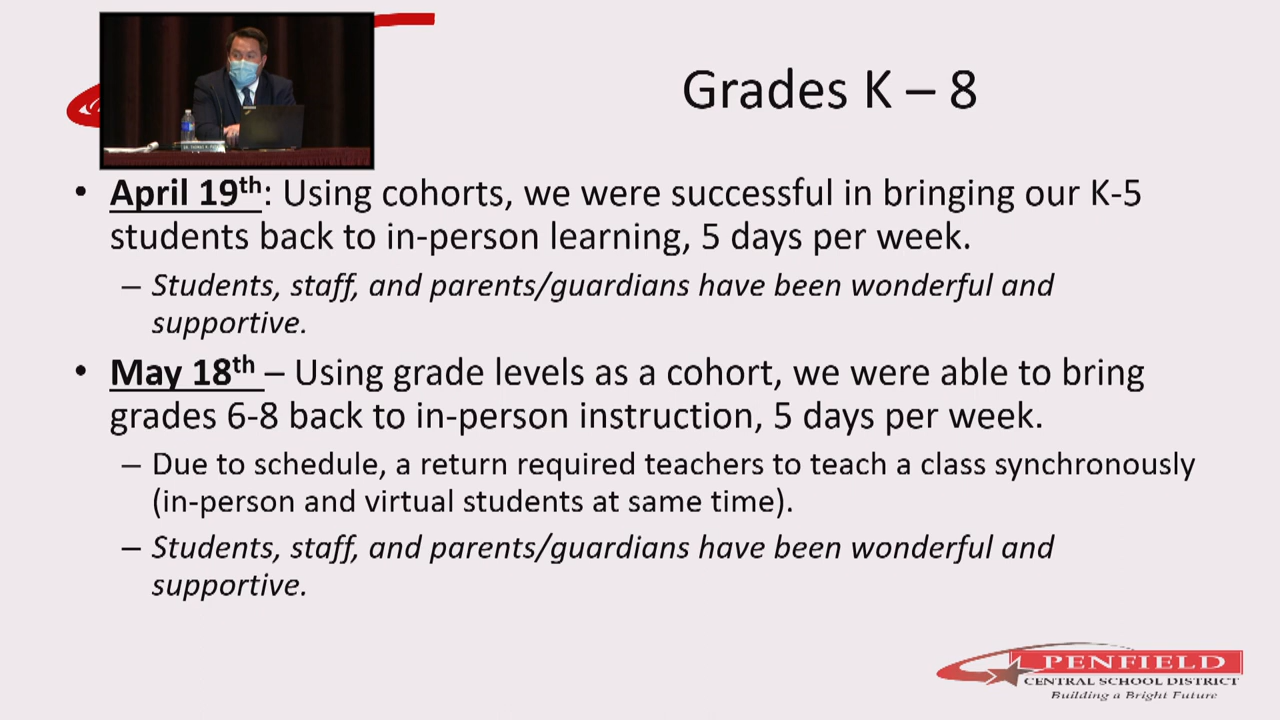 Grades K – 8
• April 19th: Using cohorts, we were successful in bringing our K-5
students back to in-person learning, 5 days per week.
– Students, staff, and parents/guardians have been wonderful and
supportive.
• May 18th – Using grade levels as a cohort, we were able to bring
grades 6-8 back to in-person instruction, 5 days per week.
– Due to schedule, a return required teachers to teach a class synchronously
(in-person and virtual students at same time).
– Students, staff, and parents/guardians have been wonderful and
supportive.
PENFIELD
CENTRAL SCHOOL DISTRICT
Building a Bright Future